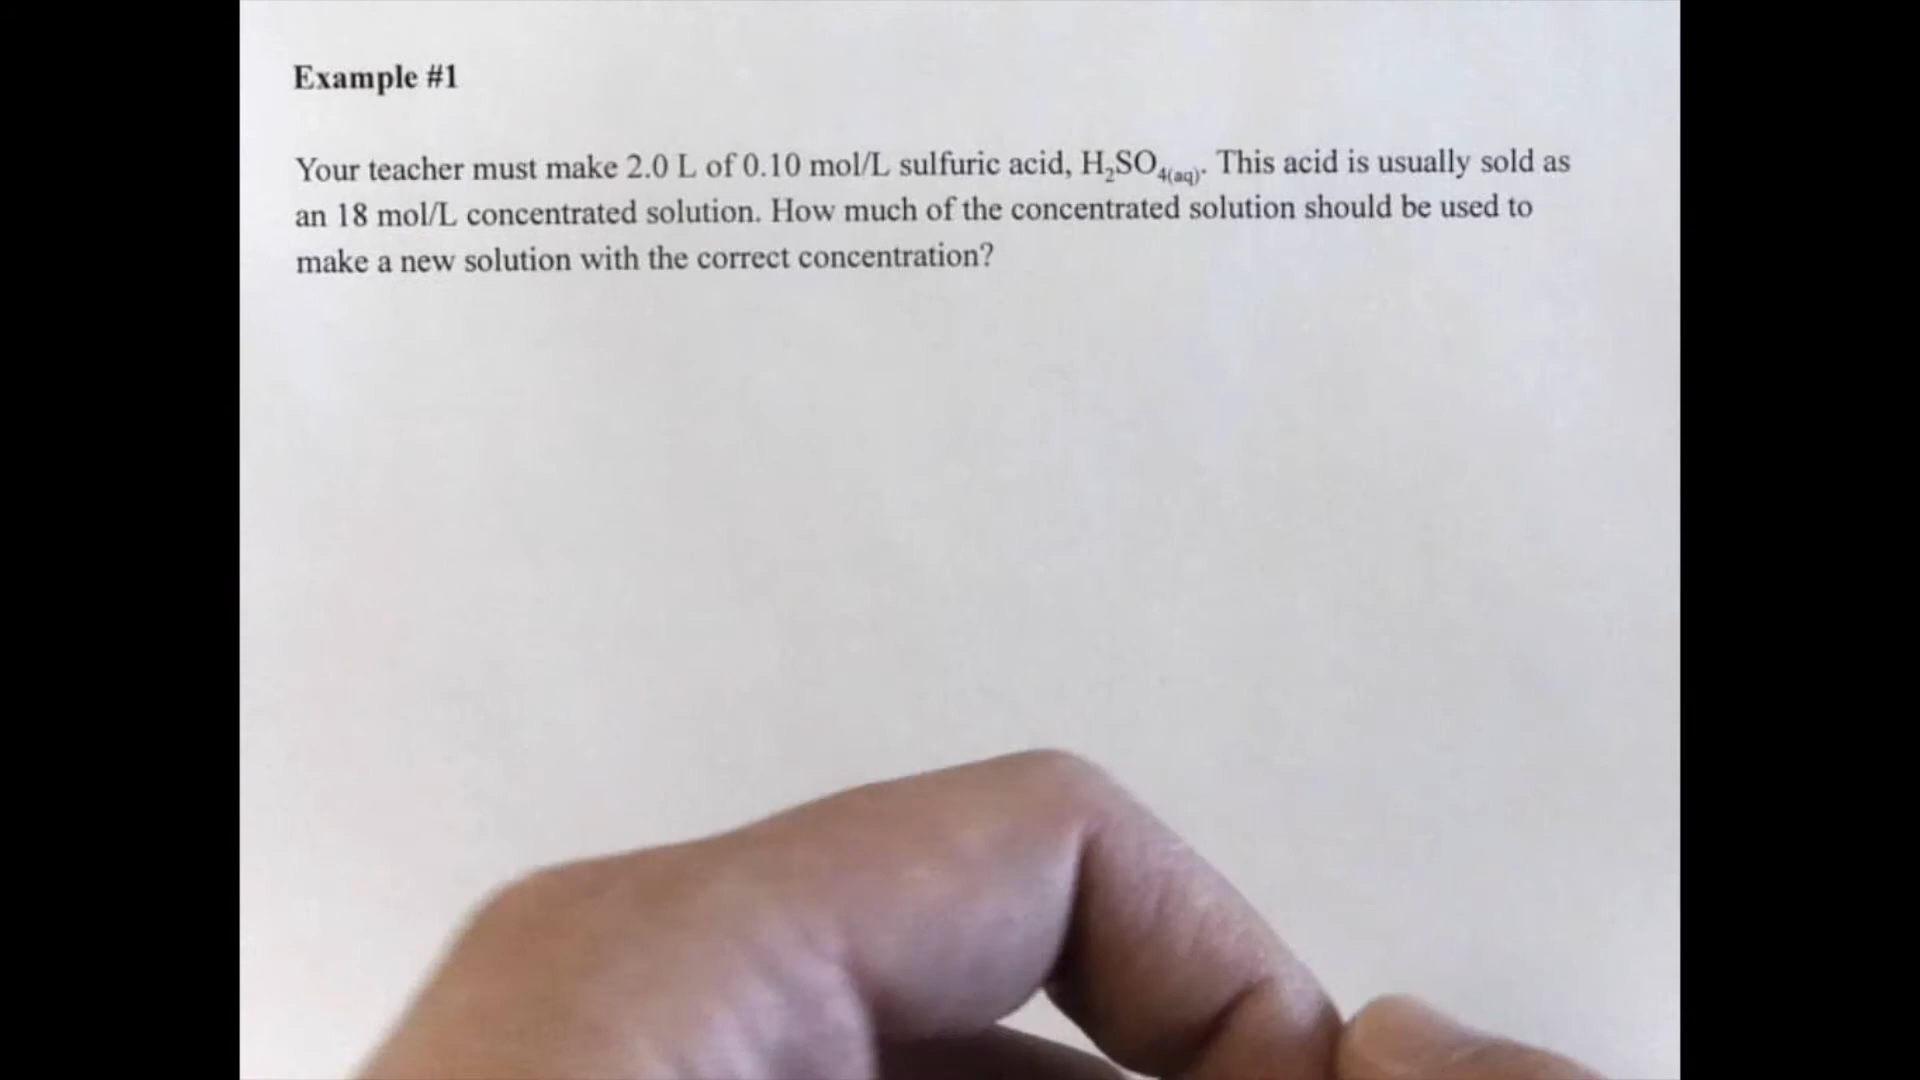 Example #1
Your teacher must make 2.0 L of 0.10 mol/L sulfuric acid, H₂SO₄₍aq₎. This acid is usually sold as
an 18 mol/L concentrated solution. How much of the concentrated solution should be used to
make a new solution with the correct concentration?